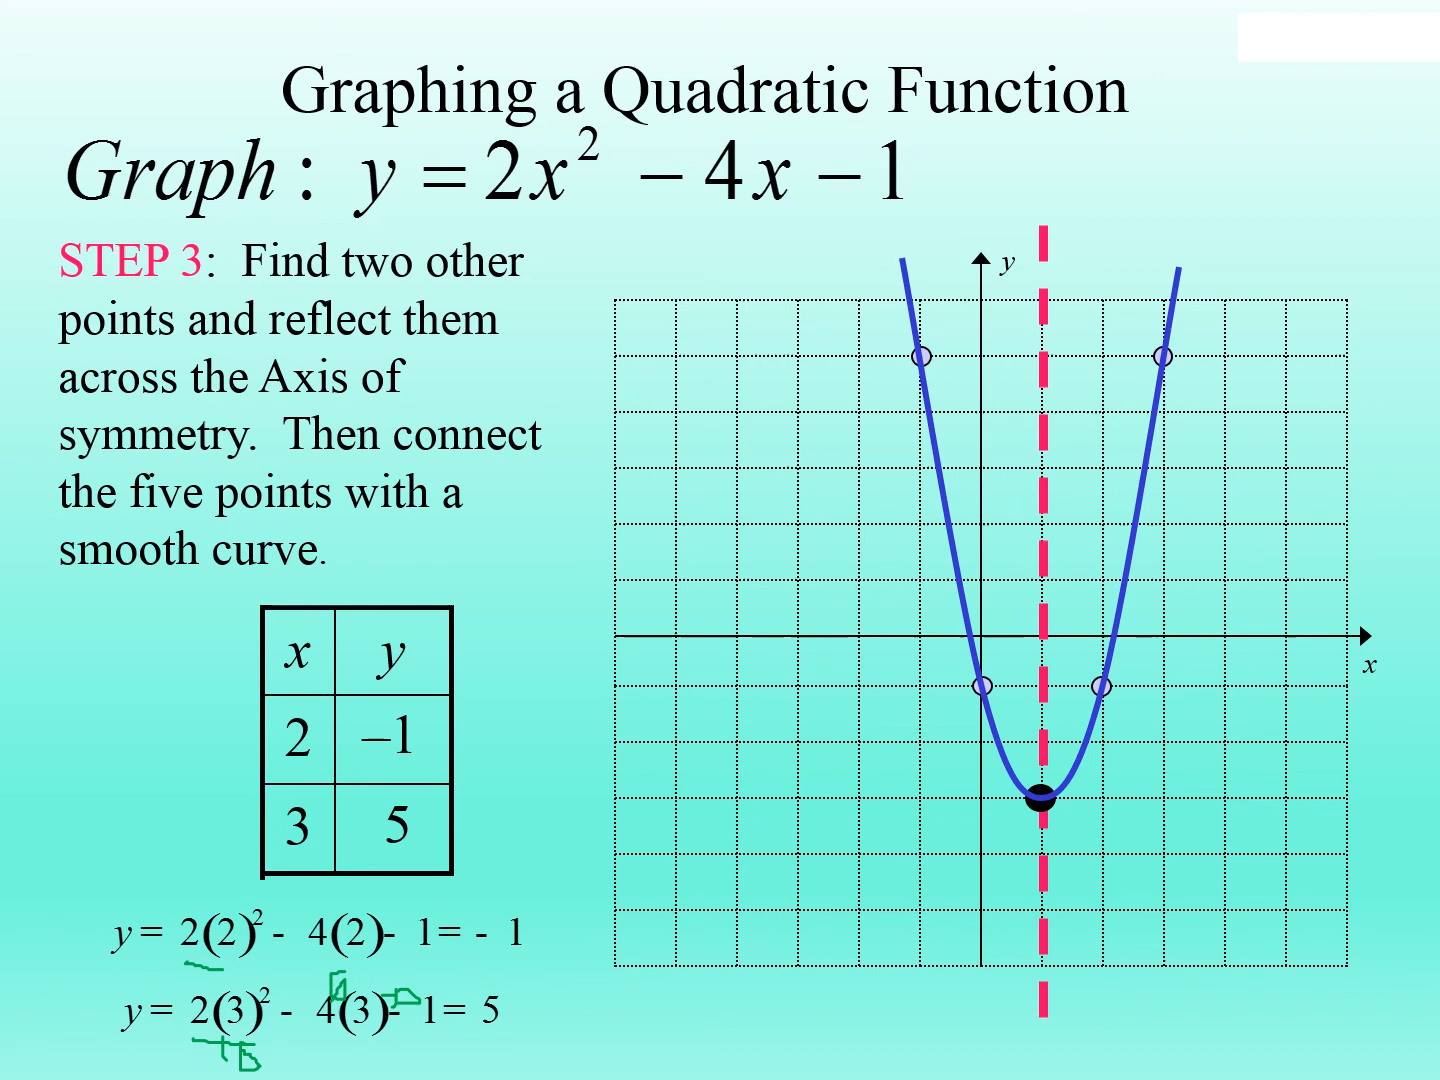 Graphing a Quadratic Function
Graph : y = 2x² − 4x − 1
STEP 3: Find two other
points and reflect them
across the Axis of
symmetry. Then connect
the five points with a
smooth curve.
y
x
x y
2 –1
3 5
y = 2(2)² - 4(2)- 1= - 1
y = 2(3)² - 4(3)- 1= 5